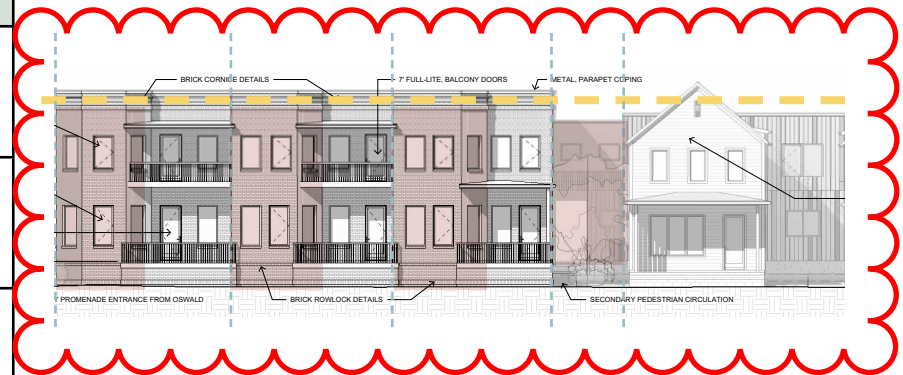 BRICK CORNICE DETAILS
7' FULL-LITE, BALCONY DOORS
METAL, PARAPET COPING
PROMENADE ENTRANCE FROM OSWALD
BRICK ROWLOCK DETAILS
SECONDARY PEDESTRIAN CIRCULATION